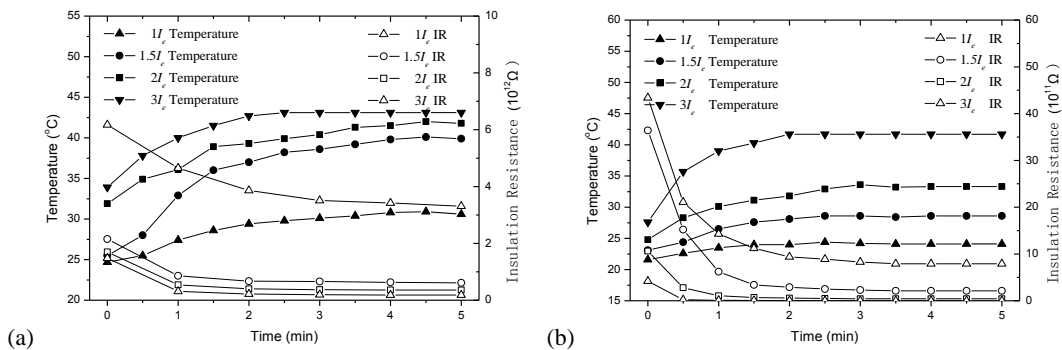 1Ie Temperature
1.5Ie Temperature
2Ie Temperature
3Ie Temperature
1Ie IR
1.5Ie IR
2Ie IR
3Ie IR
Temperature (°C)
45
40
35
30
25
20
0
1
2
3
4
5
Time (min)
Insulation Resistance (10¹²Ω)
10
8
6
4
2
0
(a)
1Ie Temperature
1.5Ie Temperature
2Ie Temperature
3Ie Temperature
1Ie IR
1.5Ie IR
2Ie IR
3Ie IR
Temperature (°C)
60
55
50
45
40
35
30
25
20
15
0
1
2
3
4
5
Time (min)
Insulation Resistance (10¹¹Ω)
60
50
40
30
20
10
0
(b)